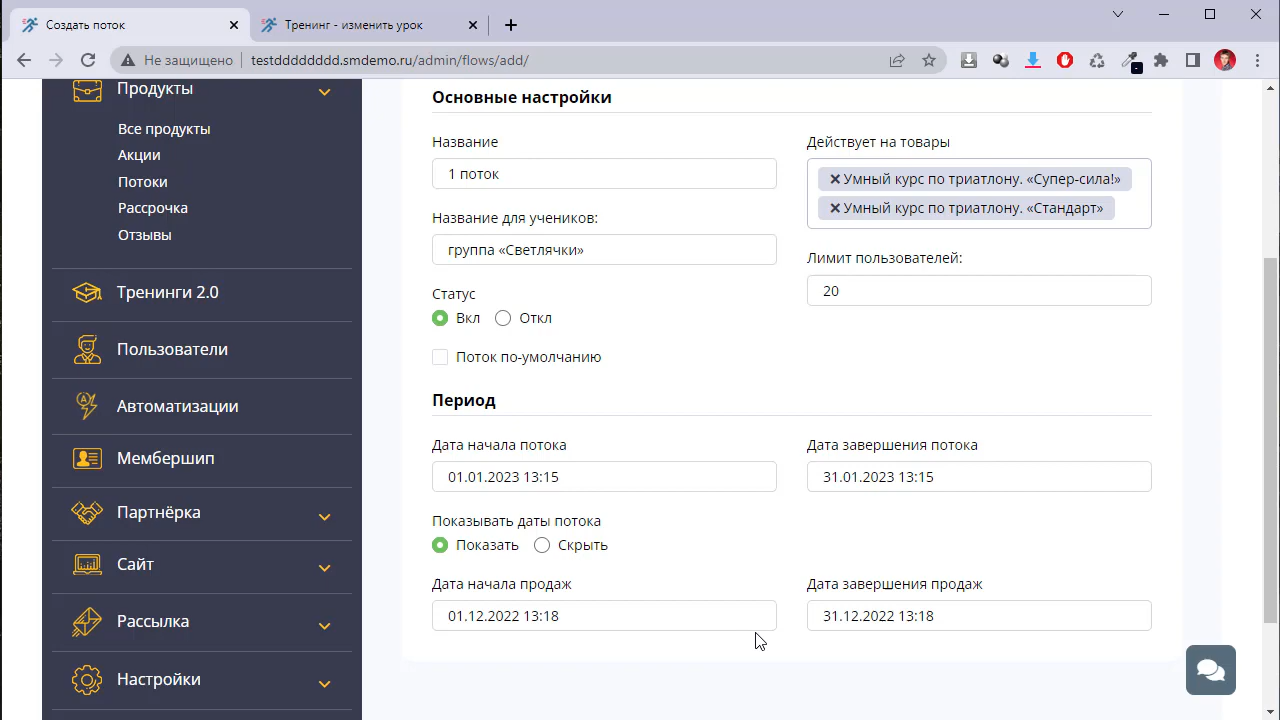 Создать поток
Тренинг - изменить урок
Не защищено
testddddddddd.smdemo.ru/admin/flows/add/
Продукты
Все продукты
Акции
Потоки
Рассрочка
Отзывы
Тренинги 2.0
Пользователи
Автоматизации
Мембершип
Партнёрка
Сайт
Рассылка
Настройки
Основные настройки
Название
1 поток
Название для учеников:
группа «Светлячки»
Статус
Вкл Откл
Поток по-умолчанию
Действует на товары
Умный курс по триатлону. «Супер-сила!»
Умный курс по триатлону. «Стандарт»
Лимит пользователей:
20
Период
Дата начала потока
01.01.2023 13:15
Дата завершения потока
31.01.2023 13:15
Показывать даты потока
Показать Скрыть
Дата начала продаж
01.12.2022 13:18
Дата завершения продаж
31.12.2022 13:18